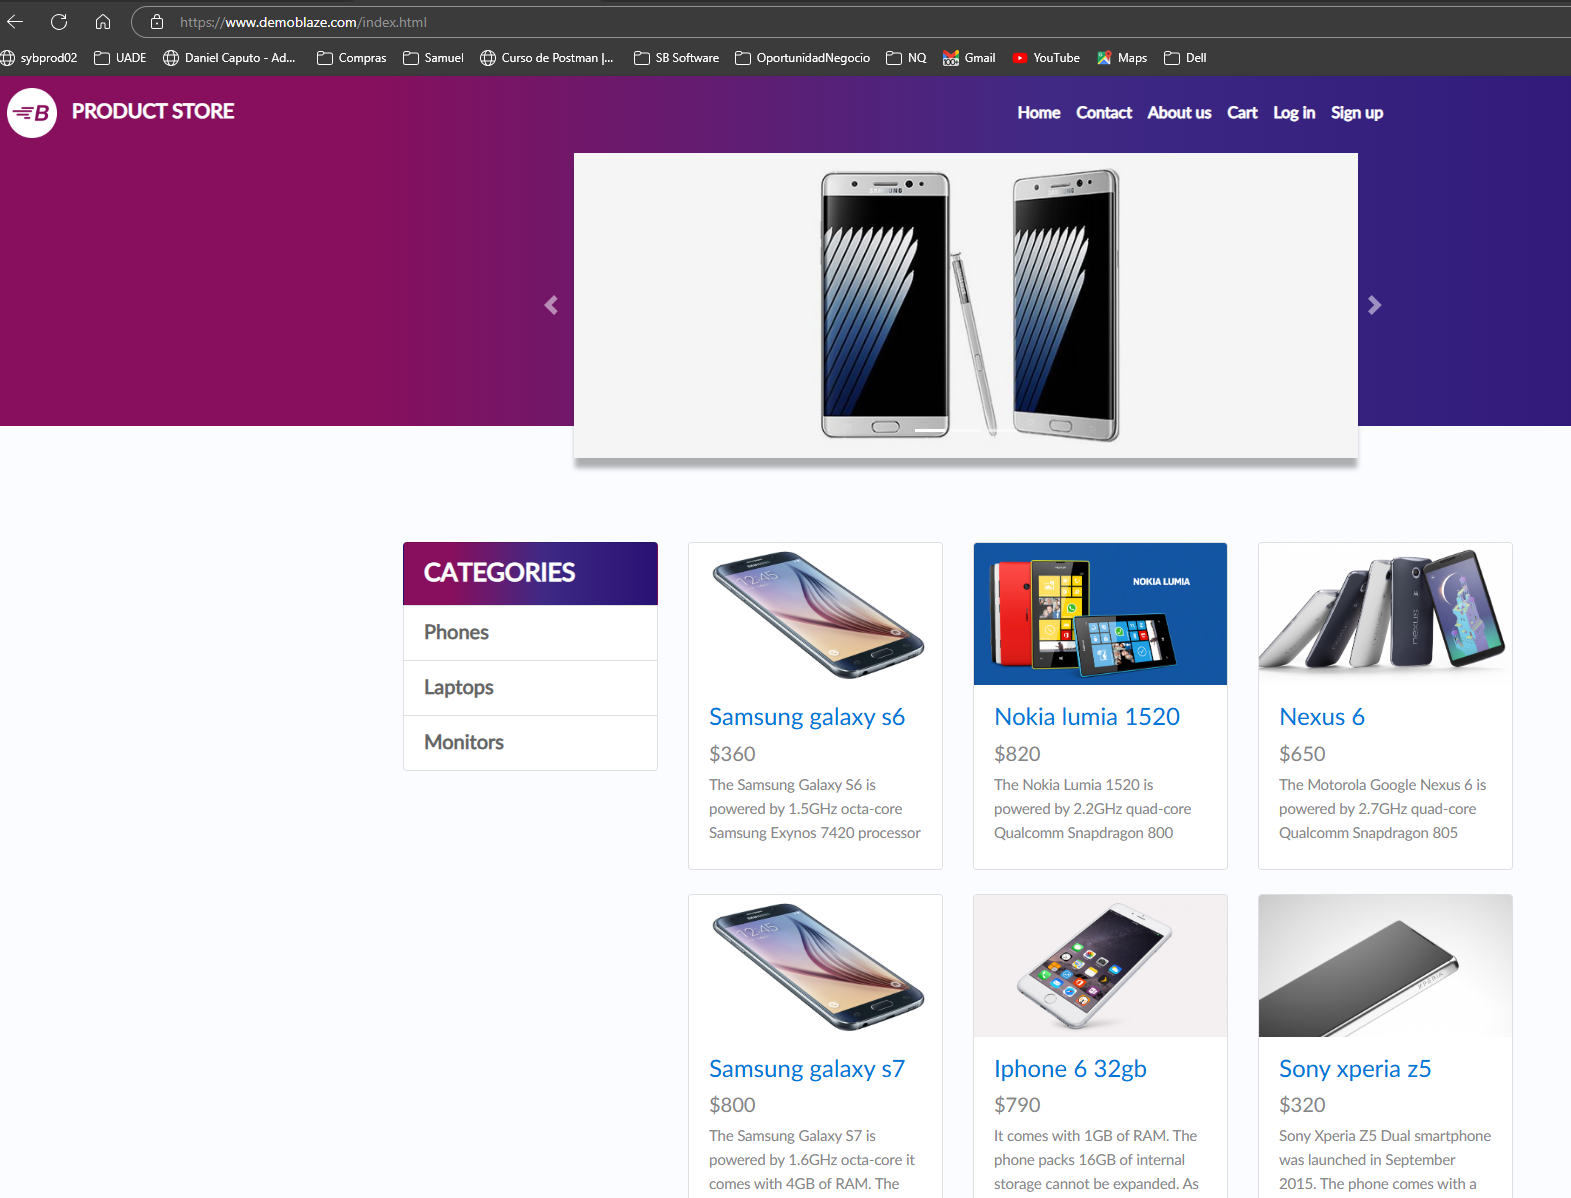 https://www.demoblaze.com/index.html
sybprod02 UADE Daniel Caputo - Ad... Compras Samuel Curso de Postman |... SB Software OportunidadNegocio NQ Gmail YouTube Maps Dell
B PRODUCT STORE Home Contact About us Cart Log in Sign up
SAMSUNG SAMSUNG
CATEGORIES
Phones
Laptops
Monitors
12:45
NOKIA LUMIA
nexus
Samsung galaxy s6
$360
The Samsung Galaxy S6 is
powered by 1.5GHz octa-core
Samsung Exynos 7420 processor
Nokia lumia 1520
$820
The Nokia Lumia 1520 is
powered by 2.2GHz quad-core
Qualcomm Snapdragon 800
Nexus 6
$650
The Motorola Google Nexus 6 is
powered by 2.7GHz quad-core
Qualcomm Snapdragon 805
12:45
XPERIA
Samsung galaxy s7
$800
The Samsung Galaxy S7 is
powered by 1.6GHz octa-core it
comes with 4GB of RAM. The
Iphone 6 32gb
$790
It comes with 1GB of RAM. The
phone packs 16GB of internal
storage cannot be expanded. As
Sony xperia z5
$320
Sony Xperia Z5 Dual smartphone
was launched in September
2015. The phone comes with a